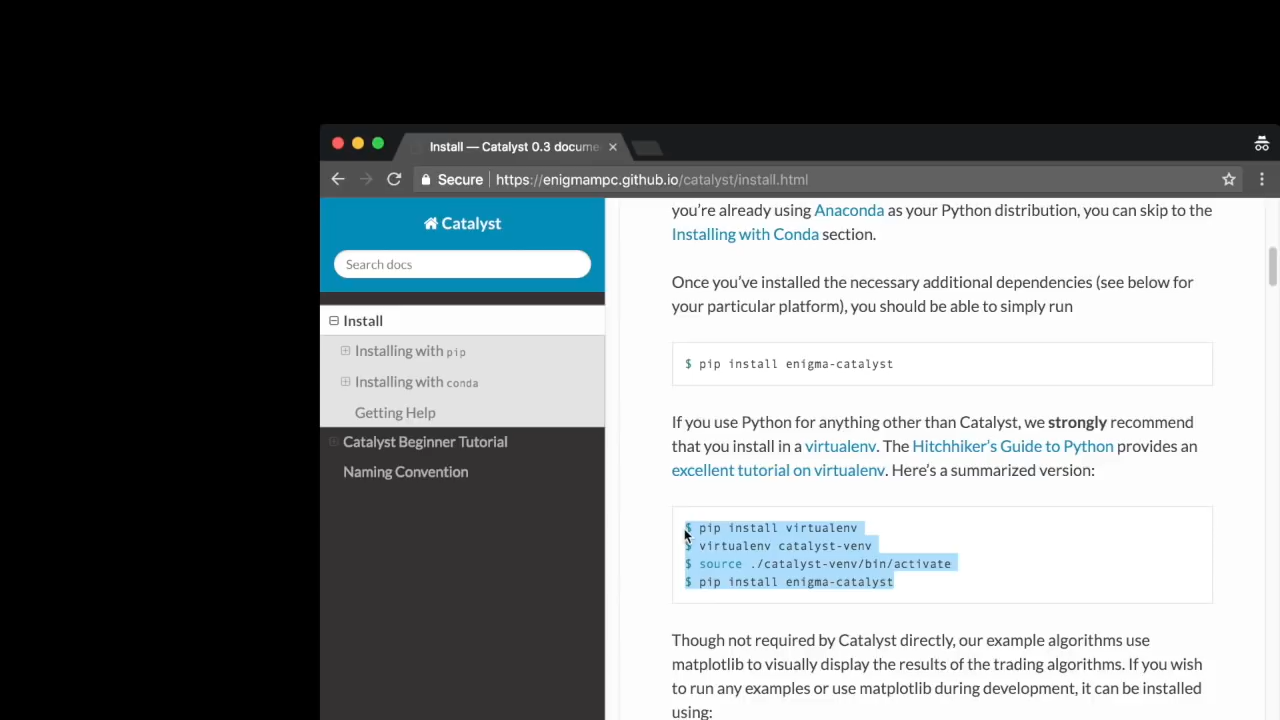 Install — Catalyst 0.3 docume
Secure https://enigmampc.github.io/catalyst/install.html
Catalyst
Search docs
Install
Installing with pip
Installing with conda
Getting Help
Catalyst Beginner Tutorial
Naming Convention
you’re already using Anaconda as your Python distribution, you can skip to the
Installing with Conda section.
Once you’ve installed the necessary additional dependencies (see below for
your particular platform), you should be able to simply run
$ pip install enigma-catalyst
If you use Python for anything other than Catalyst, we strongly recommend
that you install in a virtualenv. The Hitchhiker’s Guide to Python provides an
excellent tutorial on virtualenv. Here’s a summarized version:
$ pip install virtualenv
$ virtualenv catalyst-venv
$ source ./catalyst-venv/bin/activate
$ pip install enigma-catalyst
Though not required by Catalyst directly, our example algorithms use
matplotlib to visually display the results of the trading algorithms. If you wish
to run any examples or use matplotlib during development, it can be installed
using: